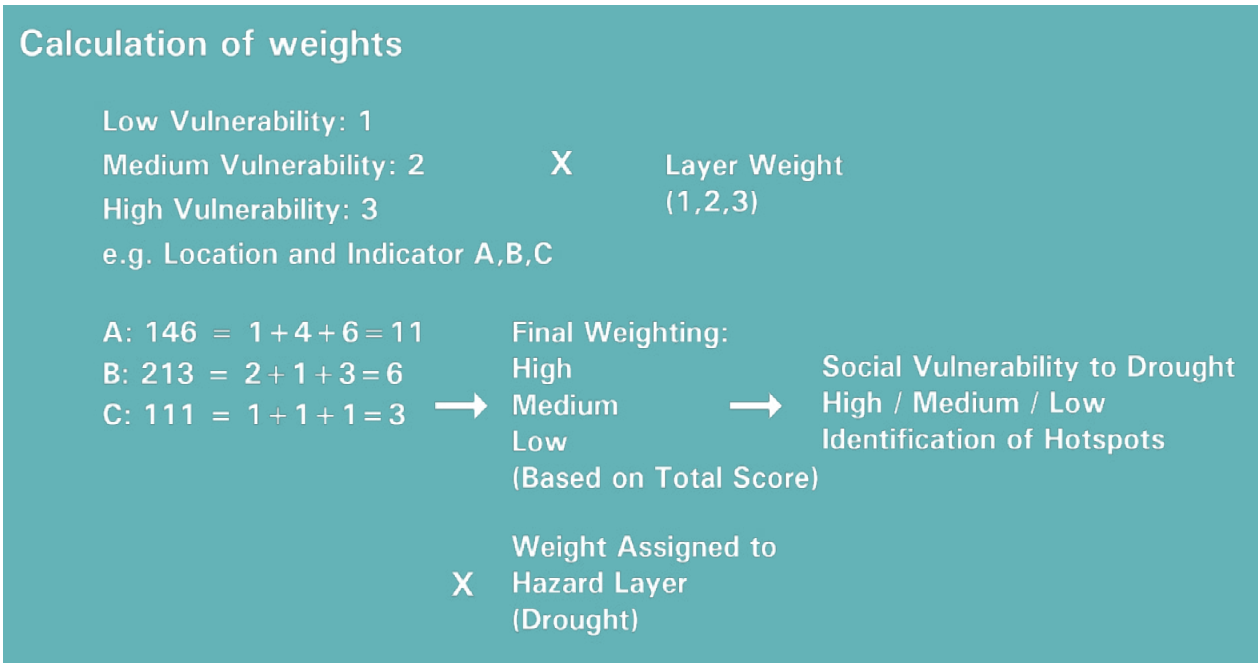 Calculation of weights
Low Vulnerability: 1
Medium Vulnerability: 2
High Vulnerability: 3
e.g. Location and Indicator A,B,C
X
Layer Weight
(1,2,3)
A: 146 = 1+4+6=11
B: 213 = 2+1+3=6
C: 111 = 1+1+1=3
Final Weighting:
High
Medium
Low
(Based on Total Score)
Social Vulnerability to Drought
High / Medium / Low
Identification of Hotspots
X
Weight Assigned to
Hazard Layer
(Drought)